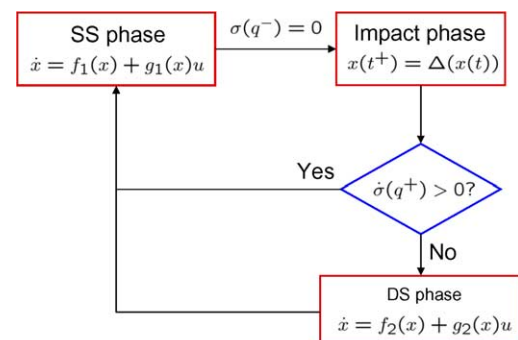 SS phase
ẋ = f₁(x) + g₁(x)u
σ(q⁻) = 0
Impact phase
x(t⁺) = Δ(x(t))
Yes
σ̇(q⁺) > 0?
No
DS phase
ẋ = f₂(x) + g₂(x)u